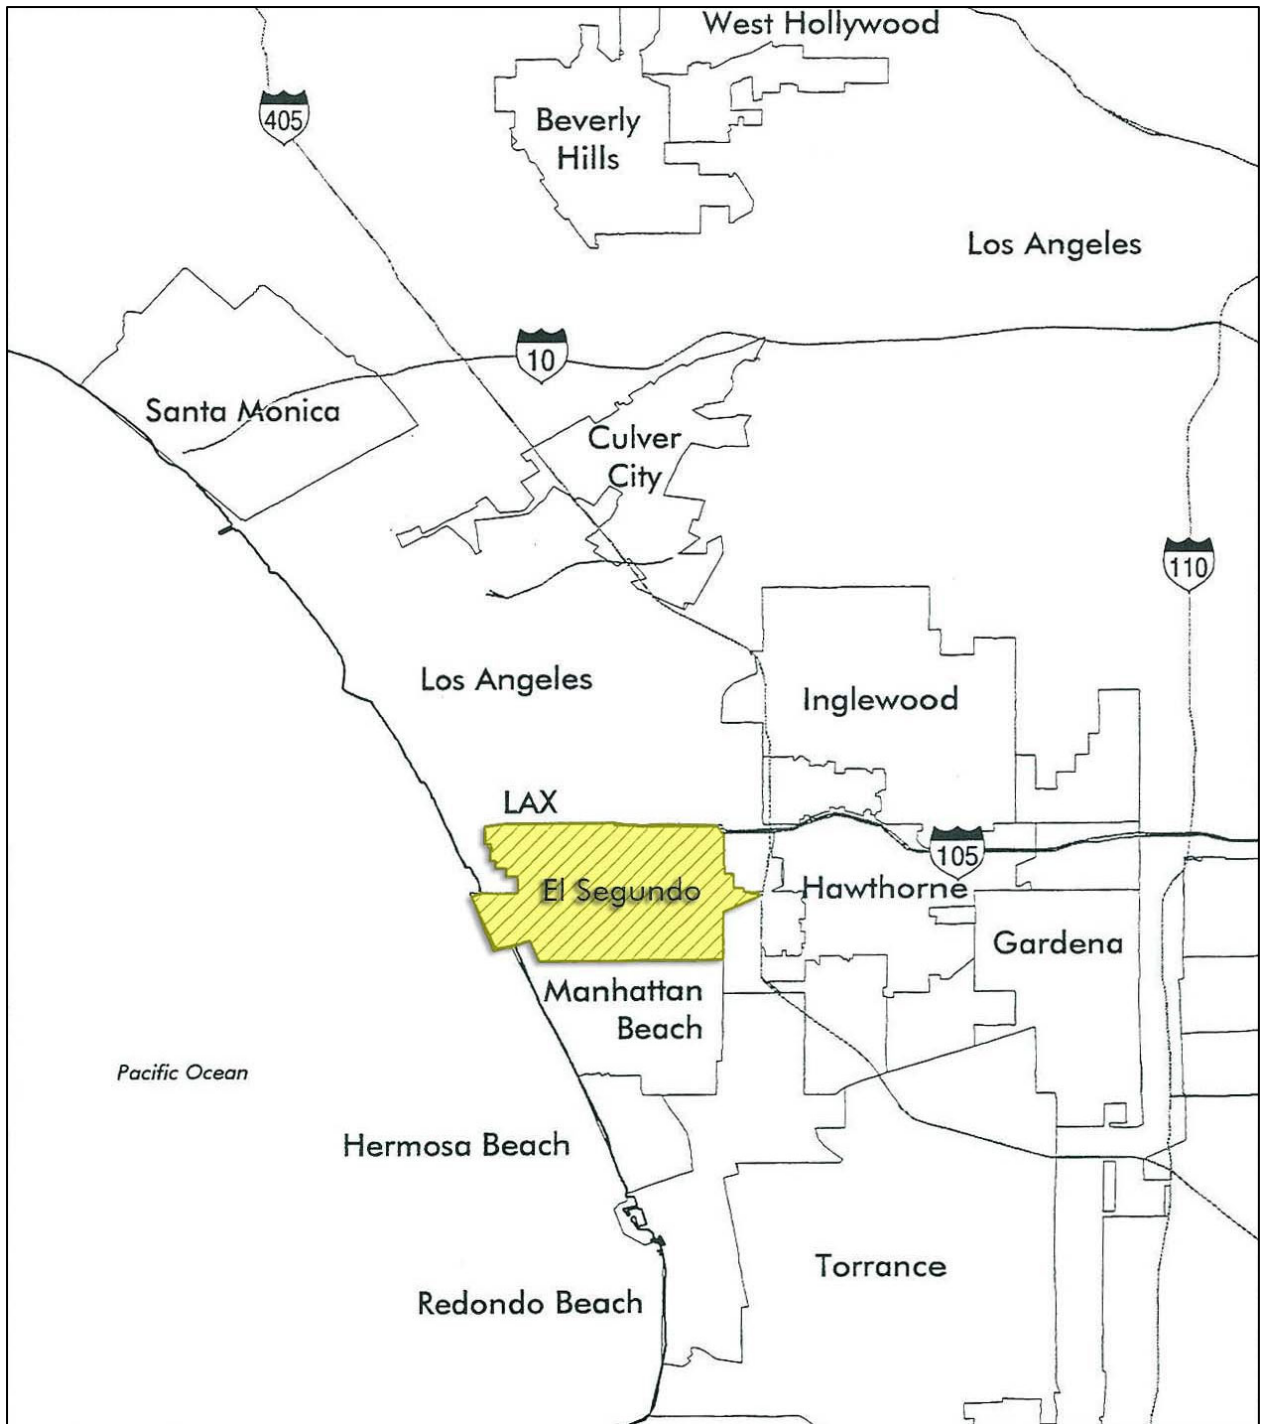 West Hollywood
405
Beverly
Hills
Los Angeles
10
Santa Monica
Culver
City
110
Los Angeles
Inglewood
LAX
105
El Segundo
Hawthorne
Gardena
Manhattan
Beach
Pacific Ocean
Hermosa Beach
Torrance
Redondo Beach